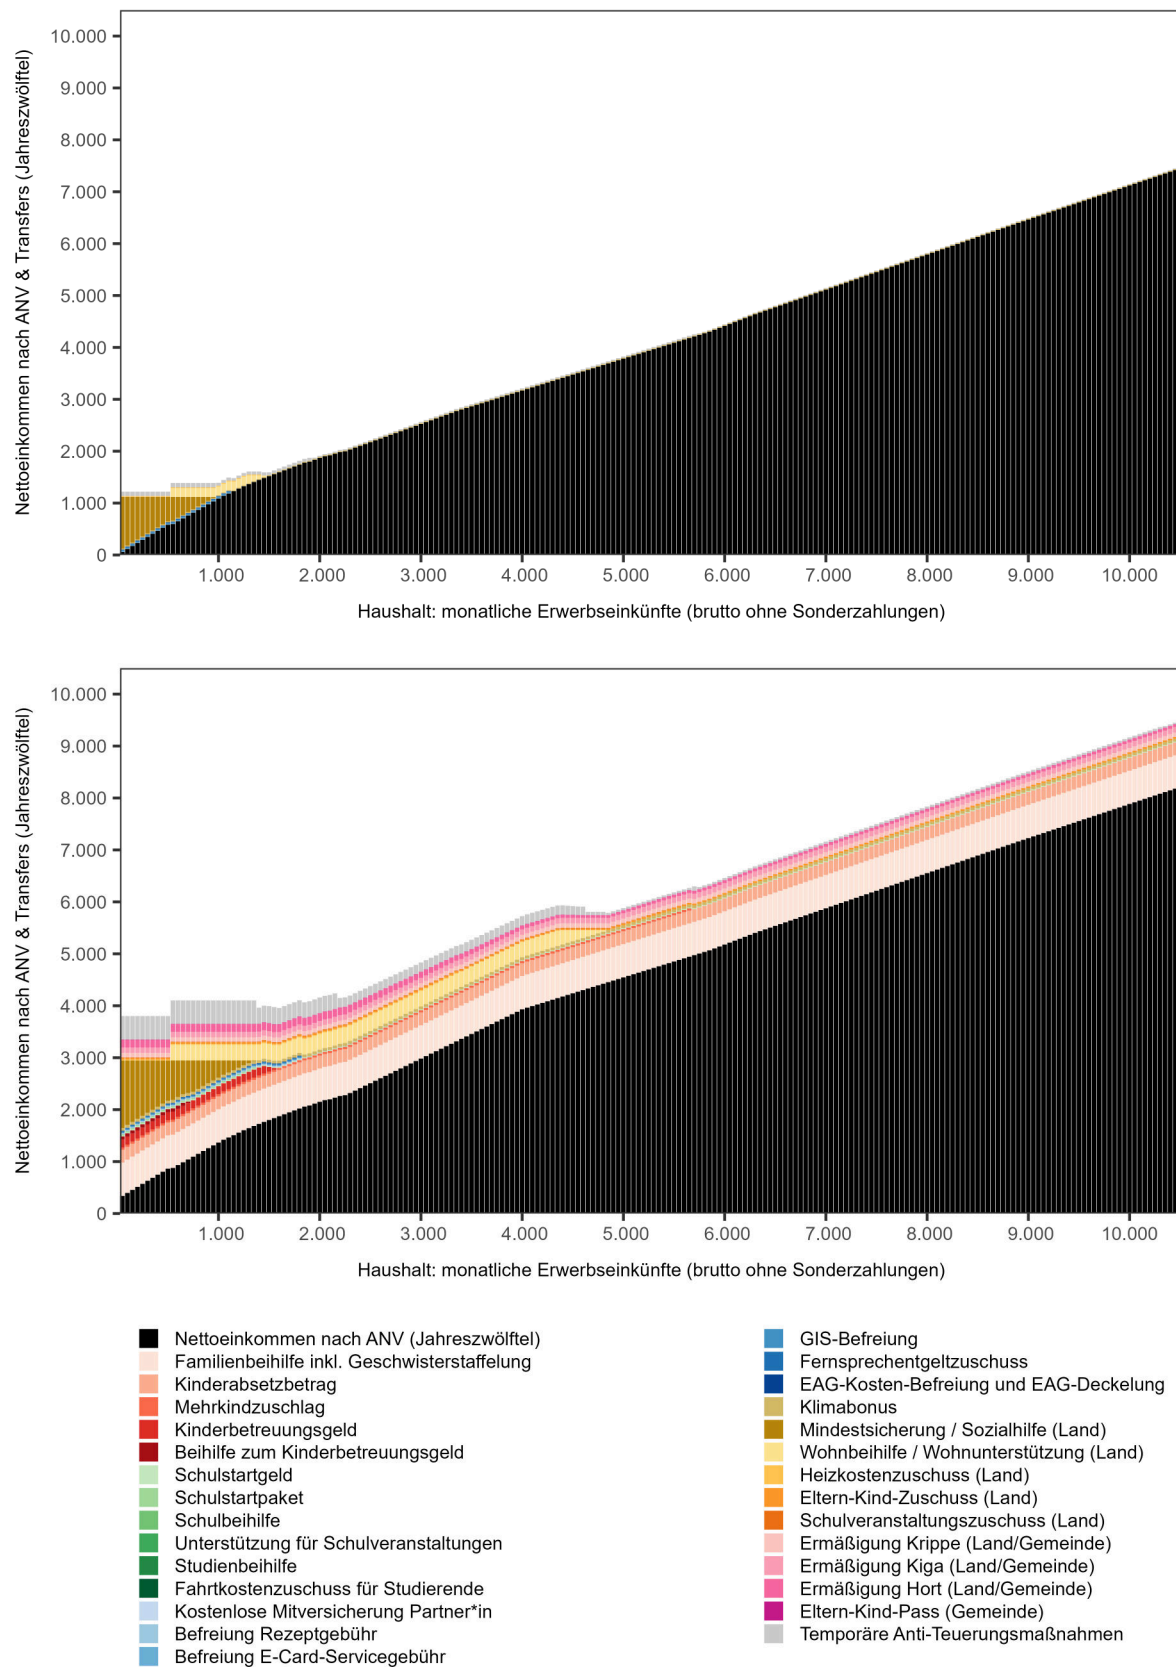 Nettoeinkommen nach ANV & Transfers (Jahreszwölftel)
10.000
9.000
8.000
7.000
6.000
5.000
4.000
3.000
2.000
1.000
0
1.000 2.000 3.000 4.000 5.000 6.000 7.000 8.000 9.000 10.000
Haushalt: monatliche Erwerbseinkünfte (brutto ohne Sonderzahlungen)
Nettoeinkommen nach ANV & Transfers (Jahreszwölftel)
10.000
9.000
8.000
7.000
6.000
5.000
4.000
3.000
2.000
1.000
0
1.000 2.000 3.000 4.000 5.000 6.000 7.000 8.000 9.000 10.000
Haushalt: monatliche Erwerbseinkünfte (brutto ohne Sonderzahlungen)
Nettoeinkommen nach ANV (Jahreszwölftel)
Familienbeihilfe inkl. Geschwisterstaffelung
Kinderabsetzbetrag
Mehrkindzuschlag
Kinderbetreuungsgeld
Beihilfe zum Kinderbetreuungsgeld
Schulstartgeld
Schulstartpaket
Schulbeihilfe
Unterstützung für Schulveranstaltungen
Studienbeihilfe
Fahrtkostenzuschuss für Studierende
Kostenlose Mitversicherung Partner*in
Befreiung Rezeptgebühr
Befreiung E-Card-Servicegebühr
GIS-Befreiung
Fernsprechentgeltzuschuss
EAG-Kosten-Befreiung und EAG-Deckelung
Klimabonus
Mindestsicherung / Sozialhilfe (Land)
Wohnbeihilfe / Wohnunterstützung (Land)
Heizkostenzuschuss (Land)
Eltern-Kind-Zuschuss (Land)
Schulveranstaltungszuschuss (Land)
Ermäßigung Krippe (Land/Gemeinde)
Ermäßigung Kiga (Land/Gemeinde)
Ermäßigung Hort (Land/Gemeinde)
Eltern-Kind-Pass (Gemeinde)
Temporäre Anti-Teuerungsmaßnahmen